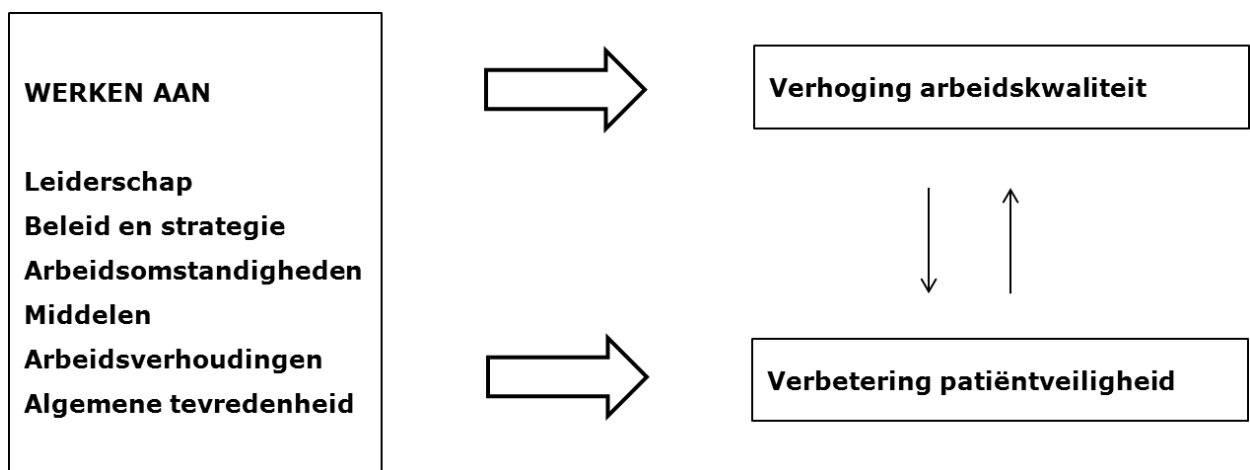 WERKEN AAN
Leiderschap
Beleid en strategie
Arbeidsomstandigheden
Middelen
Arbeidsverhoudingen
Algemene tevredenheid
Verhoging arbeidskwaliteit
Verbetering patiëntveiligheid